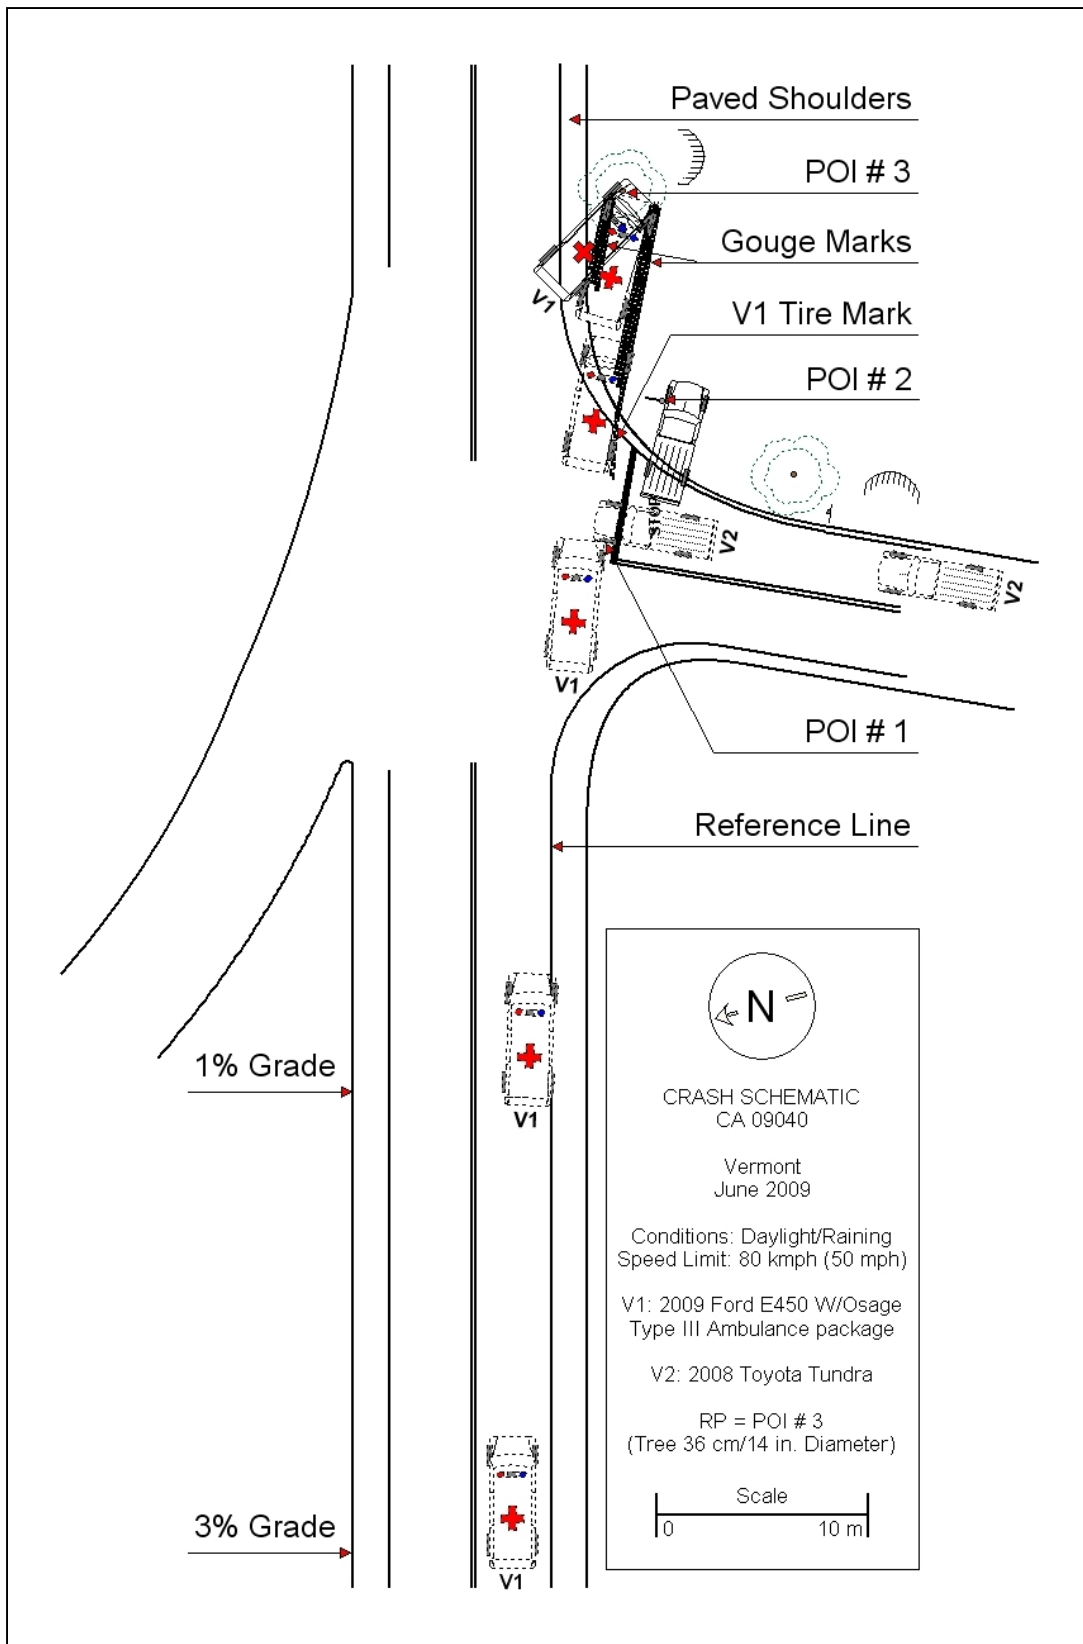 Paved Shoulders
POI # 3
Gouge Marks
V1
V1 Tire Mark
POI # 2
STOP
V2
V2
V1
POI # 1
Reference Line
N
1% Grade
V1
CRASH SCHEMATIC
CA 09040
Vermont
June 2009
Conditions: Daylight/Raining
Speed Limit: 80 kmph (50 mph)
V1: 2009 Ford E450 W/Osage
Type III Ambulance package
V2: 2008 Toyota Tundra
RP = POI # 3
(Tree 36 cm/14 in. Diameter)
Scale
0 10 m
3% Grade
V1